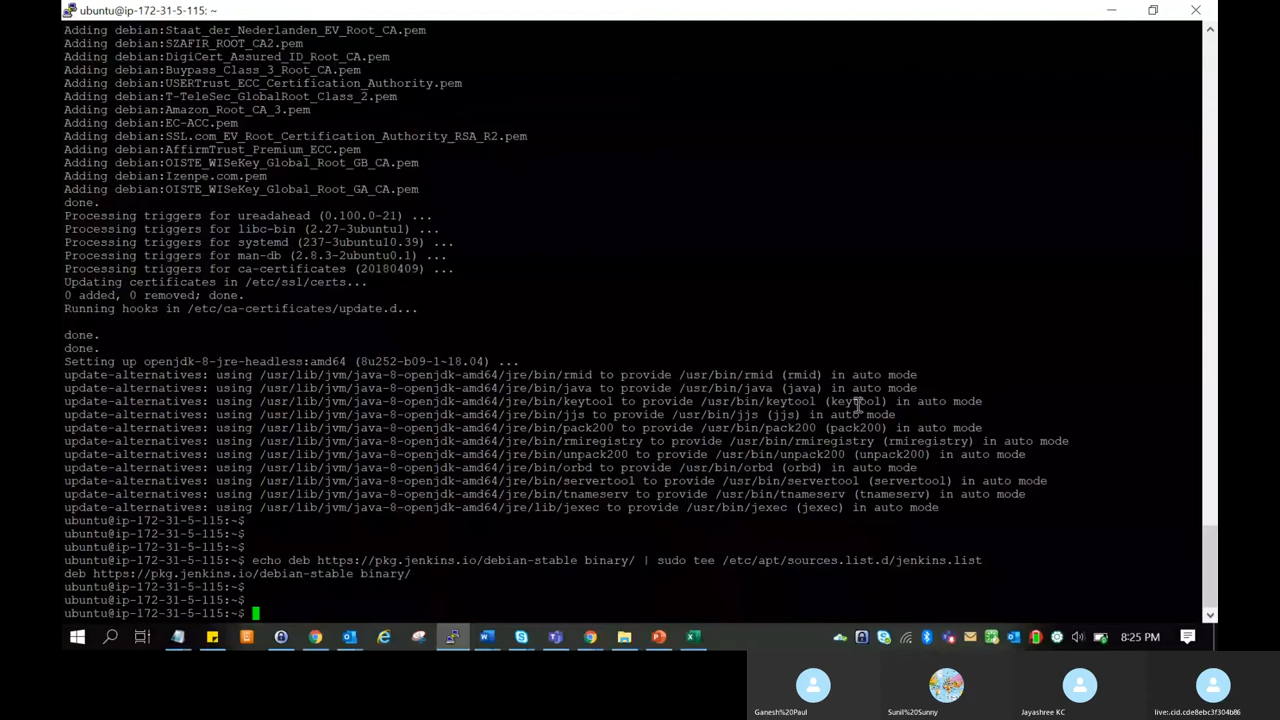 ubuntu@ip-172-31-5-115: ~
Adding debian:Staat_der_Nederlanden_EV_Root_CA.pem
Adding debian:SZAFIR_ROOT_CA2.pem
Adding debian:DigiCert_Assured_ID_Root_CA.pem
Adding debian:Buypass_Class_3_Root_CA.pem
Adding debian:USERTrust_ECC_Certification_Authority.pem
Adding debian:T-TeleSec_GlobalRoot_Class_2.pem
Adding debian:Amazon_Root_CA_3.pem
Adding debian:EC-ACC.pem
Adding debian:SSL.com_EV_Root_Certification_Authority_RSA_R2.pem
Adding debian:AffirmTrust_Premium_ECC.pem
Adding debian:OISTE_WISeKey_Global_Root_GB_CA.pem
Adding debian:Izenpe.com.pem
Adding debian:OISTE_WISeKey_Global_Root_GA_CA.pem
done.
Processing triggers for ureadahead (0.100.0-21) ...
Processing triggers for libc-bin (2.27-3ubuntu1) ...
Processing triggers for systemd (237-3ubuntu10.39) ...
Processing triggers for man-db (2.8.3-2ubuntu0.1) ...
Processing triggers for ca-certificates (20180409) ...
Updating certificates in /etc/ssl/certs...
0 added, 0 removed; done.
Running hooks in /etc/ca-certificates/update.d...
done.
done.
Setting up openjdk-8-jre-headless:amd64 (8u252-b09-1~18.04) ...
update-alternatives: using /usr/lib/jvm/java-8-openjdk-amd64/jre/bin/rmid to provide /usr/bin/rmid (rmid) in auto mode
update-alternatives: using /usr/lib/jvm/java-8-openjdk-amd64/jre/bin/java to provide /usr/bin/java (java) in auto mode
update-alternatives: using /usr/lib/jvm/java-8-openjdk-amd64/jre/bin/keytool to provide /usr/bin/keytool (keytool) in auto mode
update-alternatives: using /usr/lib/jvm/java-8-openjdk-amd64/jre/bin/jjs to provide /usr/bin/jjs (jjs) in auto mode
update-alternatives: using /usr/lib/jvm/java-8-openjdk-amd64/jre/bin/pack200 to provide /usr/bin/pack200 (pack200) in auto mode
update-alternatives: using /usr/lib/jvm/java-8-openjdk-amd64/jre/bin/rmiregistry to provide /usr/bin/rmiregistry (rmiregistry) in auto mode
update-alternatives: using /usr/lib/jvm/java-8-openjdk-amd64/jre/bin/unpack200 to provide /usr/bin/unpack200 (unpack200) in auto mode
update-alternatives: using /usr/lib/jvm/java-8-openjdk-amd64/jre/bin/orbd to provide /usr/bin/orbd (orbd) in auto mode
update-alternatives: using /usr/lib/jvm/java-8-openjdk-amd64/jre/bin/servertool to provide /usr/bin/servertool (servertool) in auto mode
update-alternatives: using /usr/lib/jvm/java-8-openjdk-amd64/jre/bin/tnameserv to provide /usr/bin/tnameserv (tnameserv) in auto mode
update-alternatives: using /usr/lib/jvm/java-8-openjdk-amd64/jre/lib/jexec to provide /usr/bin/jexec (jexec) in auto mode
ubuntu@ip-172-31-5-115:~$
ubuntu@ip-172-31-5-115:~$
ubuntu@ip-172-31-5-115:~$
ubuntu@ip-172-31-5-115:~$ echo deb https://pkg.jenkins.io/debian-stable binary/ | sudo tee /etc/apt/sources.list.d/jenkins.list
deb https://pkg.jenkins.io/debian-stable binary/
ubuntu@ip-172-31-5-115:~$
ubuntu@ip-172-31-5-115:~$
ubuntu@ip-172-31-5-115:~$
8:25 PM
Ganesh%20Paul
Sunil%20Sunny
Jayashree KC
live:.cid.cde8ebc3f304b86